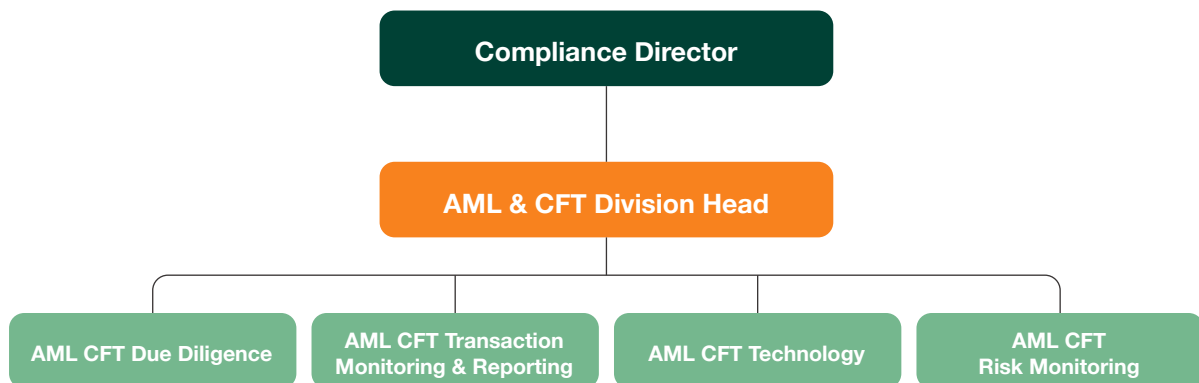 Compliance Director
AML & CFT Division Head
AML CFT Due Diligence
AML CFT Transaction
Monitoring & Reporting
AML CFT Technology
AML CFT
Risk Monitoring